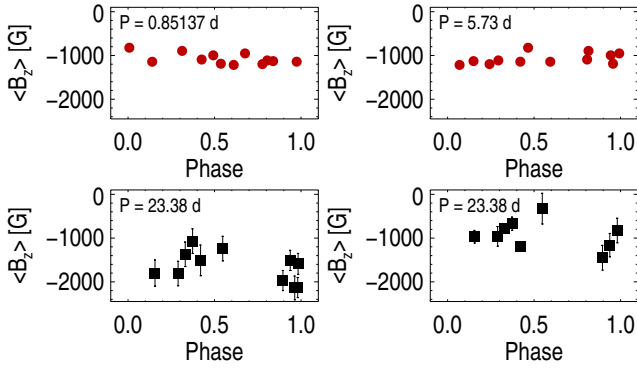 P = 0.85137 d
<B_z> [G]
0
−1000
−2000
0.0 0.5 1.0
Phase
P = 5.73 d
<B_z> [G]
0
−1000
−2000
0.0 0.5 1.0
Phase
P = 23.38 d
<B_z> [G]
0
−1000
−2000
0.0 0.5 1.0
Phase
P = 23.38 d
<B_z> [G]
0
−1000
−2000
0.0 0.5 1.0
Phase